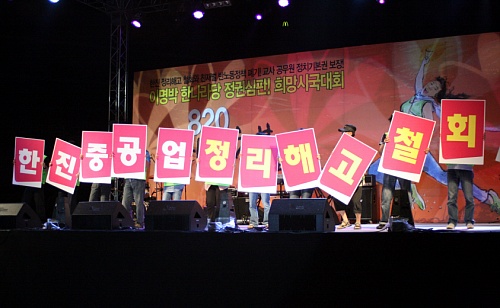 이명박 한나라당 정권심판! 희망시국대회
820
한진중공업정리해고철회